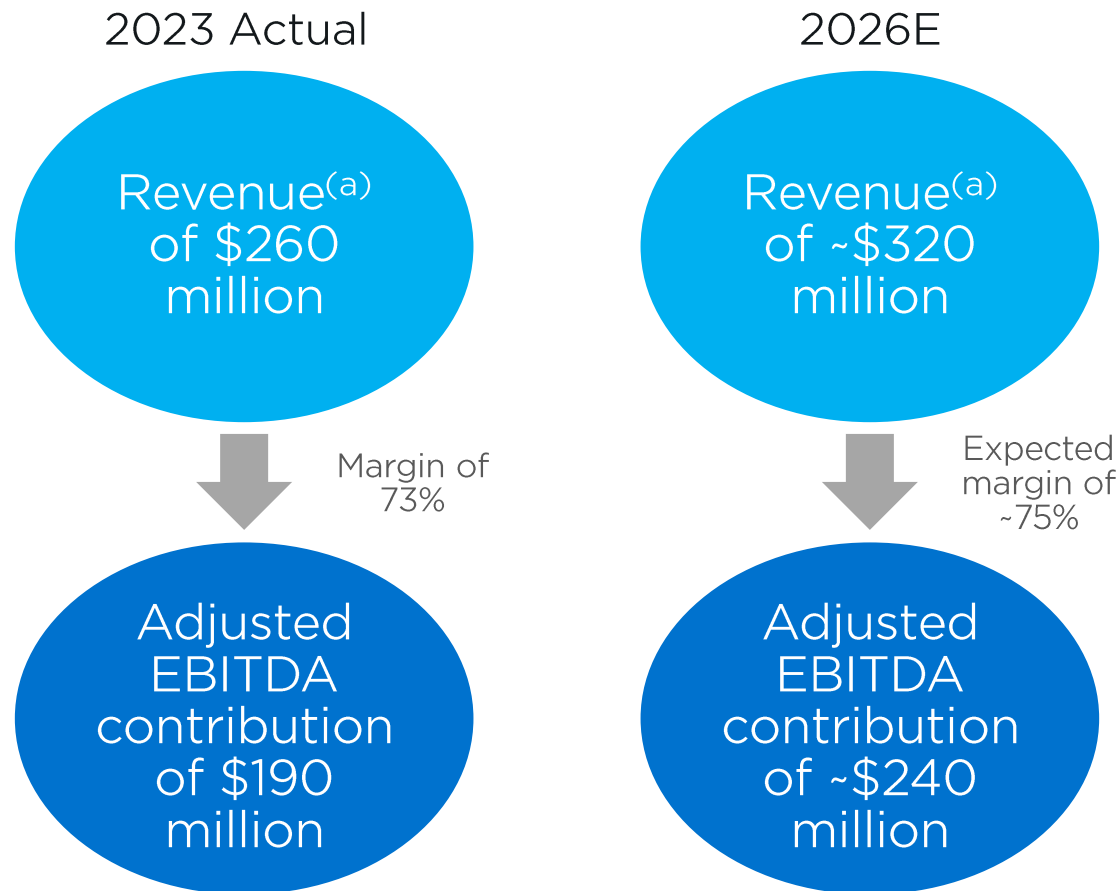 2023 Actual
Revenue(a)
of $260
million
Margin of
73%
Adjusted
EBITDA
contribution
of $190
million
2026E
Revenue(a)
of ~$320
million
Expected
margin of
~75%
Adjusted
EBITDA
contribution
of ~$240
million